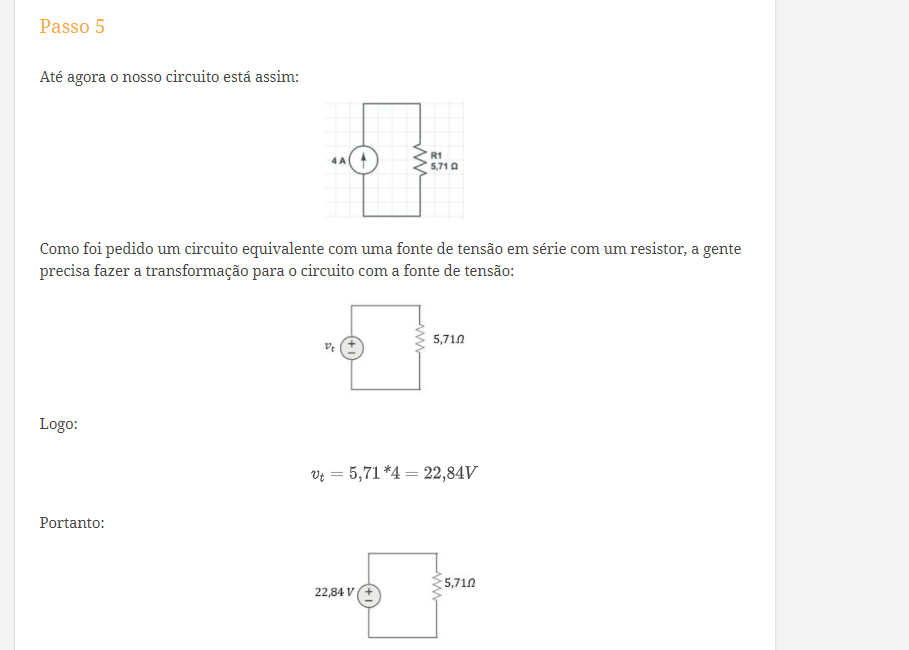 Passo 5
Até agora o nosso circuito está assim:
4 A
R1
5,71 Ω
Como foi pedido um circuito equivalente com uma fonte de tensão em série com um resistor, a gente
precisa fazer a transformação para o circuito com a fonte de tensão:
vₜ
+
−
5,71Ω
Logo:
vₜ = 5,71 *4 = 22,84V
Portanto:
22,84 V
+
−
5,71Ω